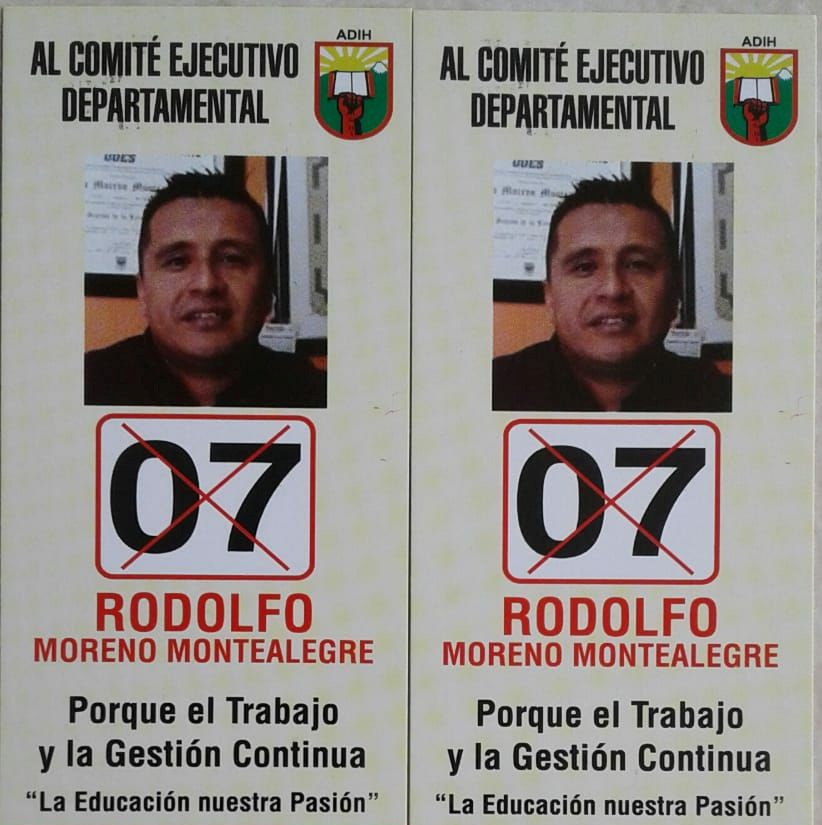 AL COMITÉ EJECUTIVO
DEPARTAMENTAL
ADIH
UDES
07
RODOLFO
MORENO MONTEALEGRE
Porque el Trabajo
y la Gestión Continua
“La Educación nuestra Pasión”
AL COMITÉ EJECUTIVO
DEPARTAMENTAL
ADIH
UDES
07
RODOLFO
MORENO MONTEALEGRE
Porque el Trabajo
y la Gestión Continua
“La Educación nuestra Pasión”